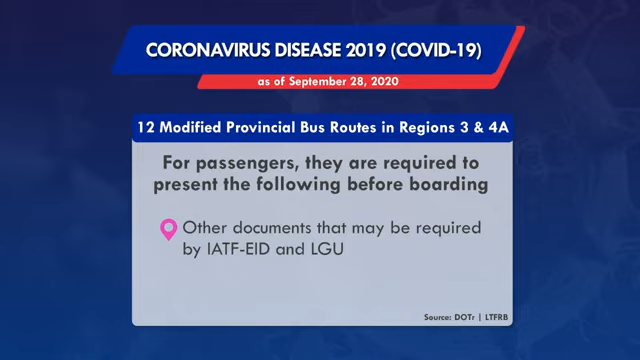 CORONAVIRUS DISEASE 2019 (COVID-19)
as of September 28, 2020
12 Modified Provincial Bus Routes in Regions 3 & 4A
For passengers, they are required to
present the following before boarding
Other documents that may be required
by IATF-EID and LGU
Source: DOTr | LTFRB